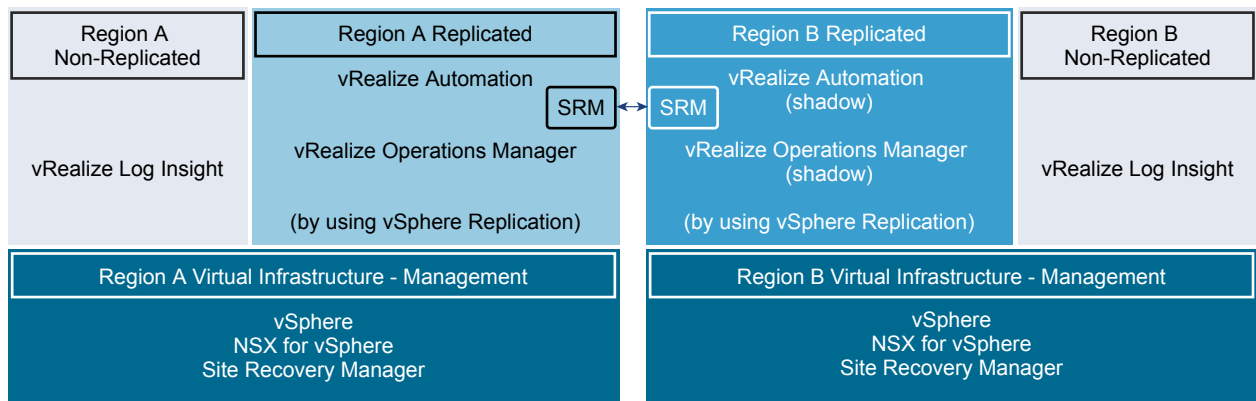 Region A
Non-Replicated
vRealize Log Insight
Region A Replicated
vRealize Automation
SRM
vRealize Operations Manager
(by using vSphere Replication)
Region B Replicated
vRealize Automation
(shadow)
SRM
vRealize Operations Manager
(shadow)
(by using vSphere Replication)
Region B
Non-Replicated
vRealize Log Insight
Region A Virtual Infrastructure - Management
vSphere
NSX for vSphere
Site Recovery Manager
Region B Virtual Infrastructure - Management
vSphere
NSX for vSphere
Site Recovery Manager